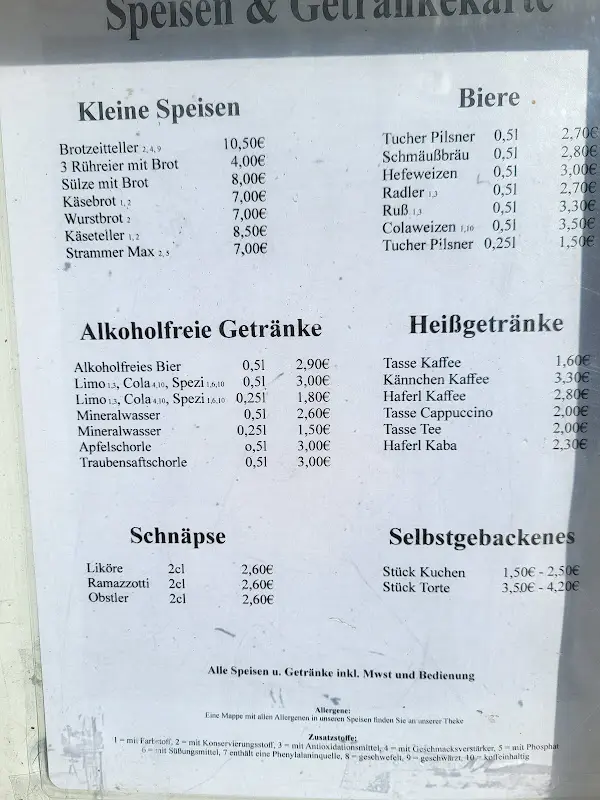 Speisen & Getränkekarte
Kleine Speisen
Brotzeitteller 2,4,9 10,50€
3 Rühreier mit Brot 4,00€
Sülze mit Brot 8,00€
Käsebrot 1,2 7,00€
Wurstbrot 2 7,00€
Käseteller 1,2 8,50€
Strammer Max 2,5 7,00€
Biere
Tucher Pilsner 0,5l 2,70€
Schmäußbräu 0,5l 2,80€
Hefeweizen 0,5l 3,00€
Radler 1,3 0,5l 2,70€
Ruß 1,3 0,5l 3,30€
Colaweizen 1,10 0,5l 3,50€
Tucher Pilsner 0,25l 1,50€
Alkoholfreie Getränke
Alkoholfreies Bier 0,5l 2,90€
Limo 1,3, Cola 4,10, Spezi 1,6,10 0,5l 3,00€
Limo 1,3, Cola 4,10, Spezi 1,6,10 0,25l 1,80€
Mineralwasser 0,5l 2,60€
Mineralwasser 0,25l 1,50€
Apfelschorle o,5l 3,00€
Traubensaftschorle 0,5l 3,00€
Heißgetränke
Tasse Kaffee 1,60€
Kännchen Kaffee 3,30€
Haferl Kaffee 2,80€
Tasse Cappuccino 2,00€
Tasse Tee 2,00€
Haferl Kaba 2,30€
Schnäpse
Liköre 2cl 2,60€
Ramazzotti 2cl 2,60€
Obstler 2cl 2,60€
Selbstgebackenes
Stück Kuchen 1,50€ - 2,50€
Stück Torte 3,50€ - 4,20€
Alle Speisen u. Getränke inkl. Mwst und Bedienung
Allergene:
Eine Mappe mit allen Allergenen in unseren Speisen finden Sie an unserer Theke
Zusatzstoffe:
1 = mit Farbstoff, 2 = mit Konservierungsstoff, 3 = mit Antioxidationsmittel, 4 = mit Geschmacksverstärker, 5 = mit Phosphat
6 = mit Süßungsmittel, 7 enthält eine Phenylalaninquelle, 8 = geschwefelt, 9 = geschwärzt, 10 = koffeinhaltig